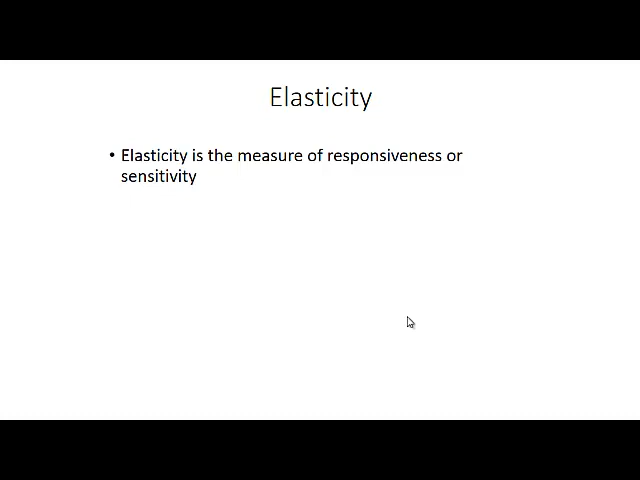 Elasticity
• Elasticity is the measure of responsiveness or
sensitivity